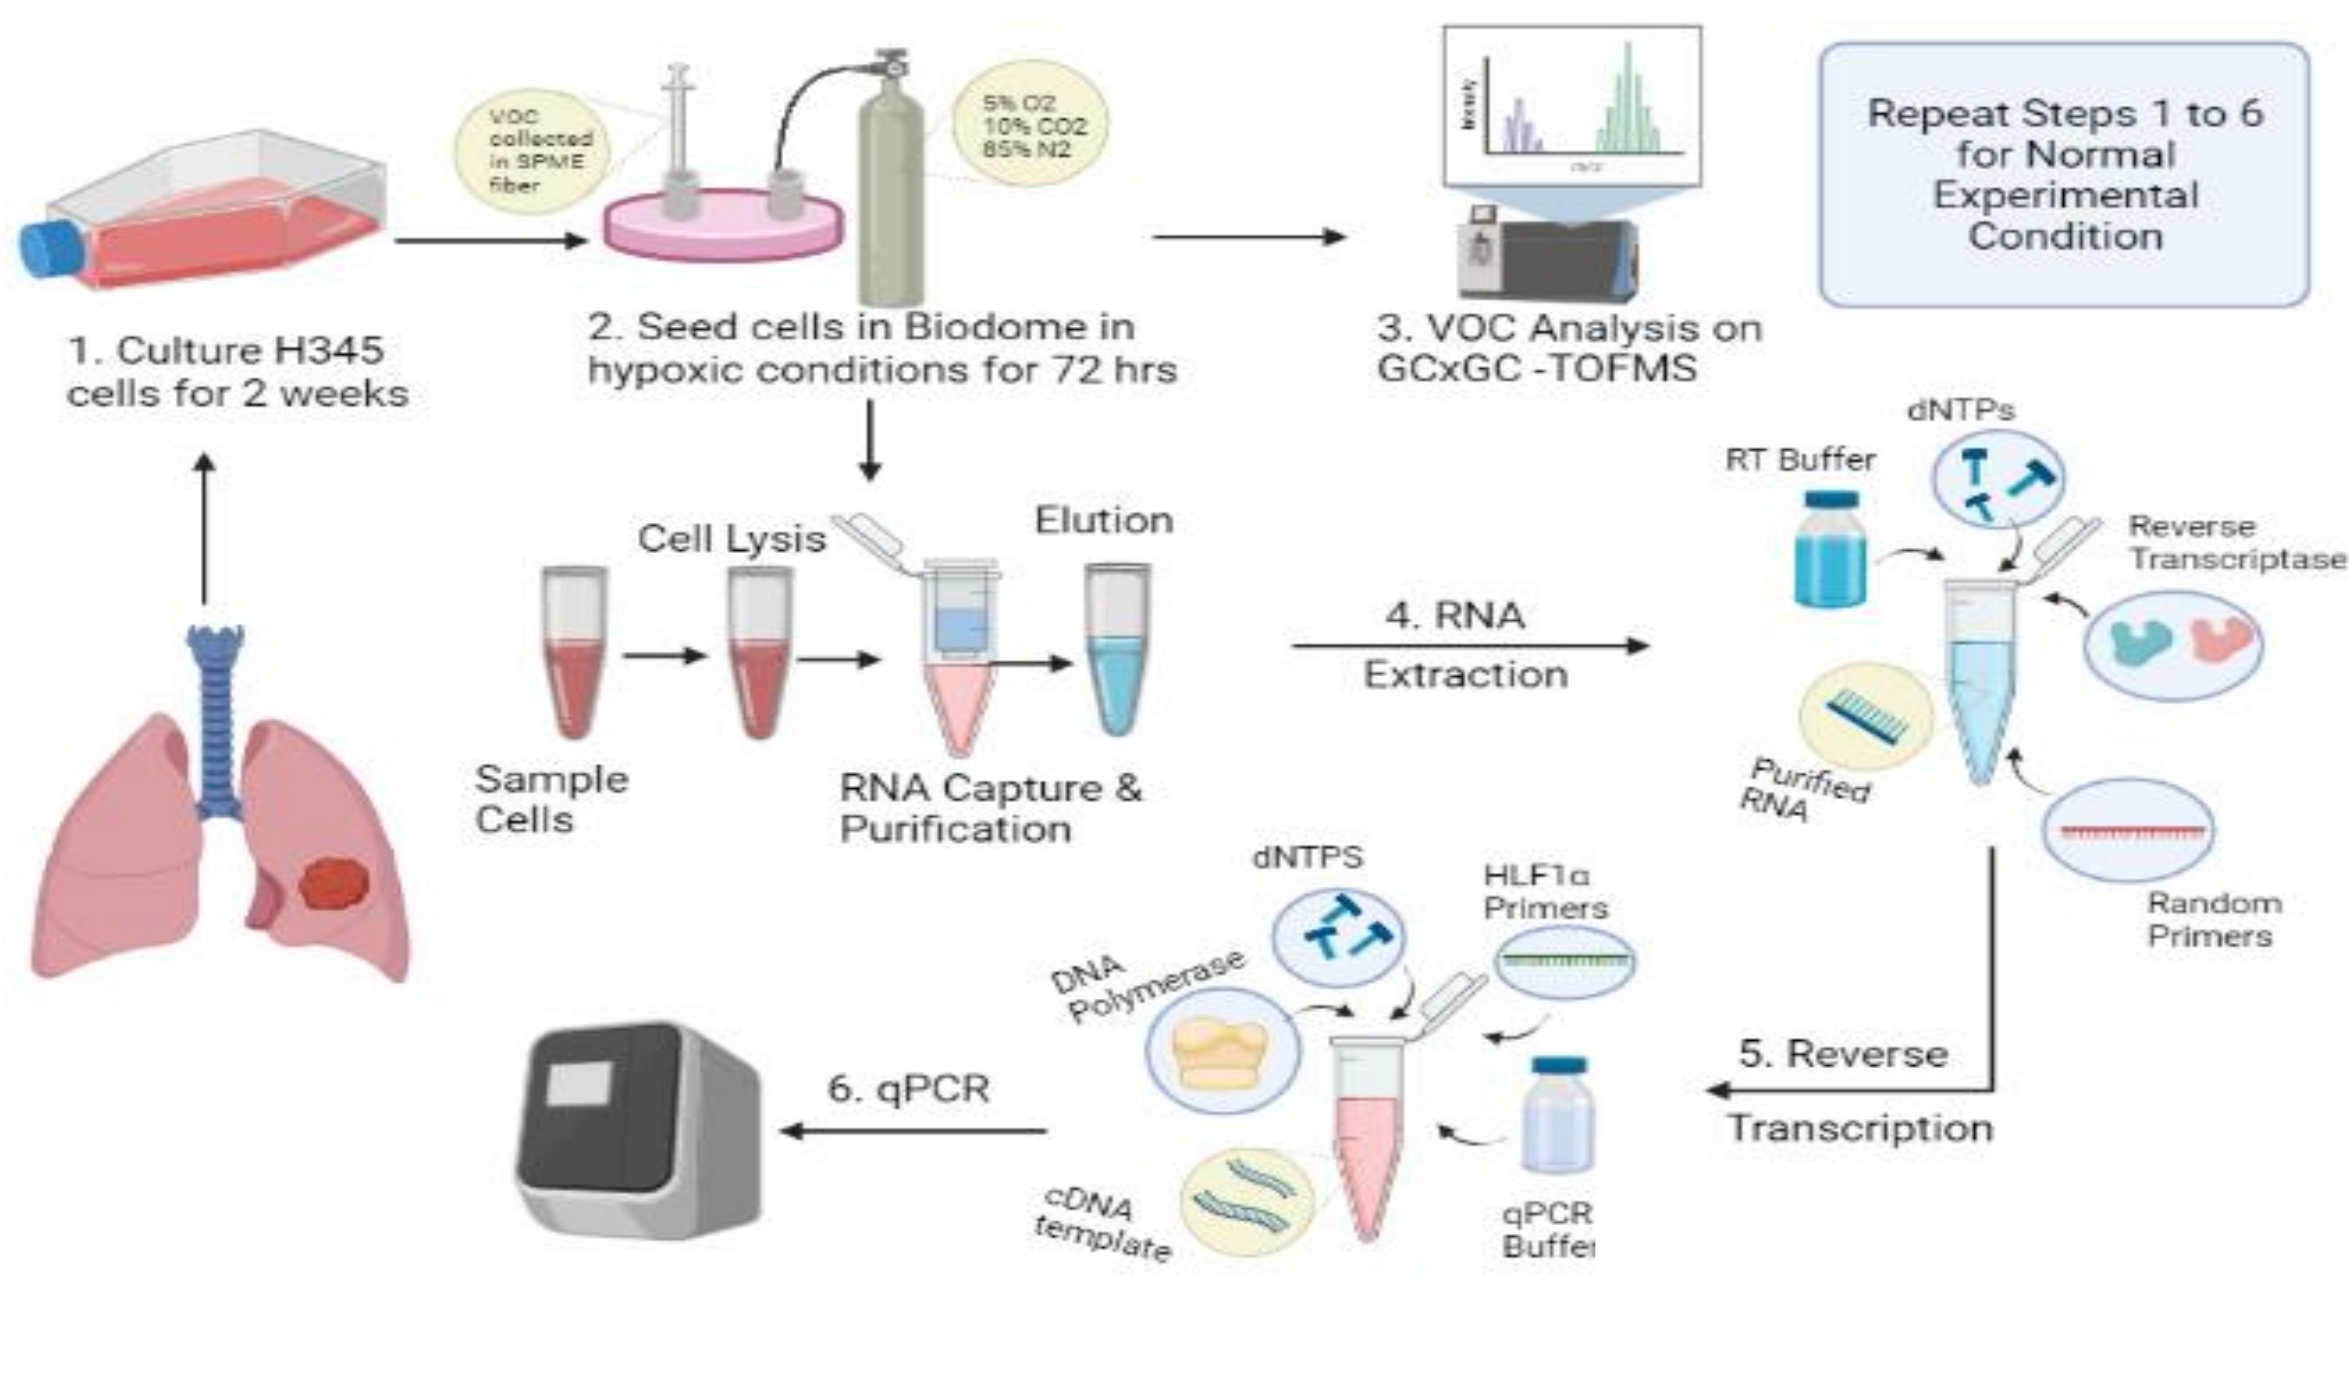 VOC
collected
in SPME
fiber
5% O2
10% CO2
85% N2
Intensity
Repeat Steps 1 to 6
for Normal
Experimental
Condition
1. Culture H345
cells for 2 weeks
2. Seed cells in Biodome in
hypoxic conditions for 72 hrs
3. VOC Analysis on
GCxGC -TOFMS
Cell Lysis
Elution
Sample
Cells
RNA Capture &
Purification
4. RNA
Extraction
dNTPs
RT Buffer
Reverse
Transcriptase
Purified
RNA
Random
Primers
5. Reverse
Transcription
dNTPS
HLF1α
Primers
DNA
Polymerase
cDNA
template
qPCR
Buffer
6. qPCR